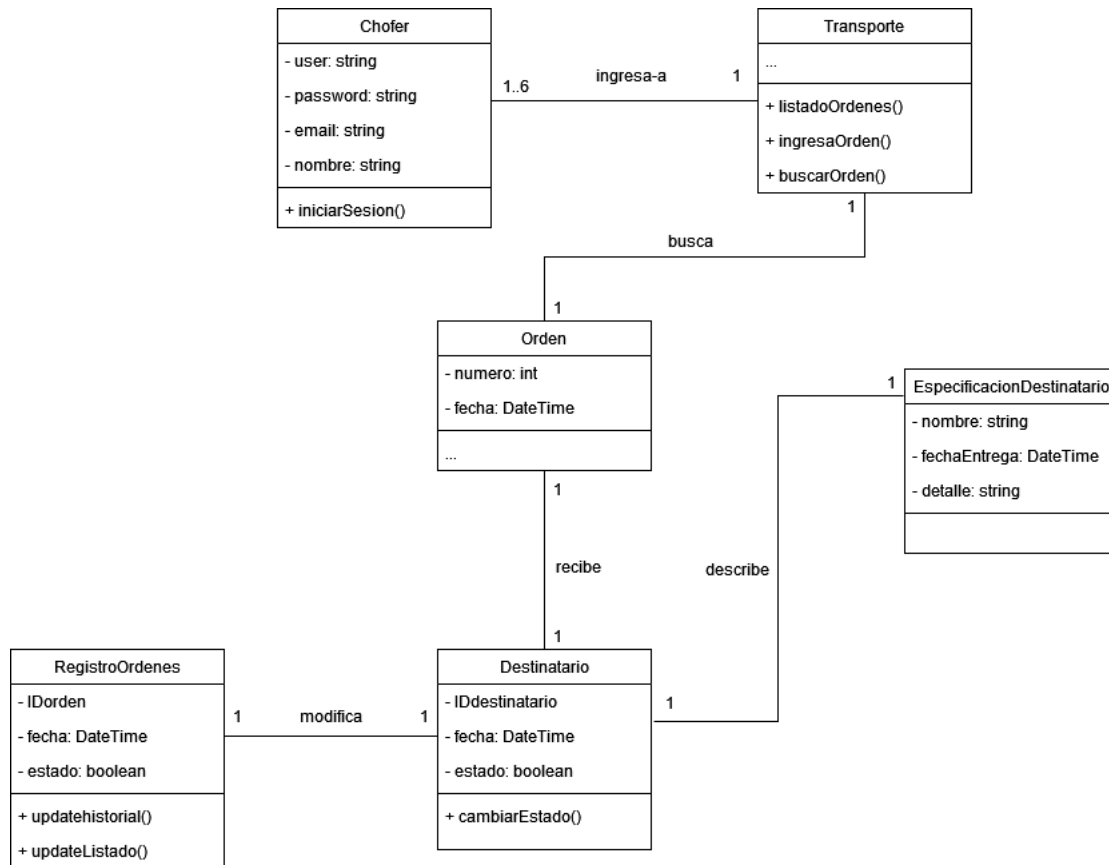 Chofer
- user: string
- password: string
- email: string
- nombre: string
+ iniciarSesion()
1..6
ingresa-a
1
Transporte
...
+ listadoOrdenes()
+ ingresaOrden()
+ buscarOrden()
1
busca
1
Orden
- numero: int
- fecha: DateTime
...
1
recibe
1
1
EspecificacionDestinatario
- nombre: string
- fechaEntrega: DateTime
- detalle: string
describe
1
RegistroOrdenes
- IDorden
- fecha: DateTime
- estado: boolean
+ updatehistorial()
+ updateListado()
1
modifica
1
Destinatario
- IDdestinatario
- fecha: DateTime
- estado: boolean
+ cambiarEstado()